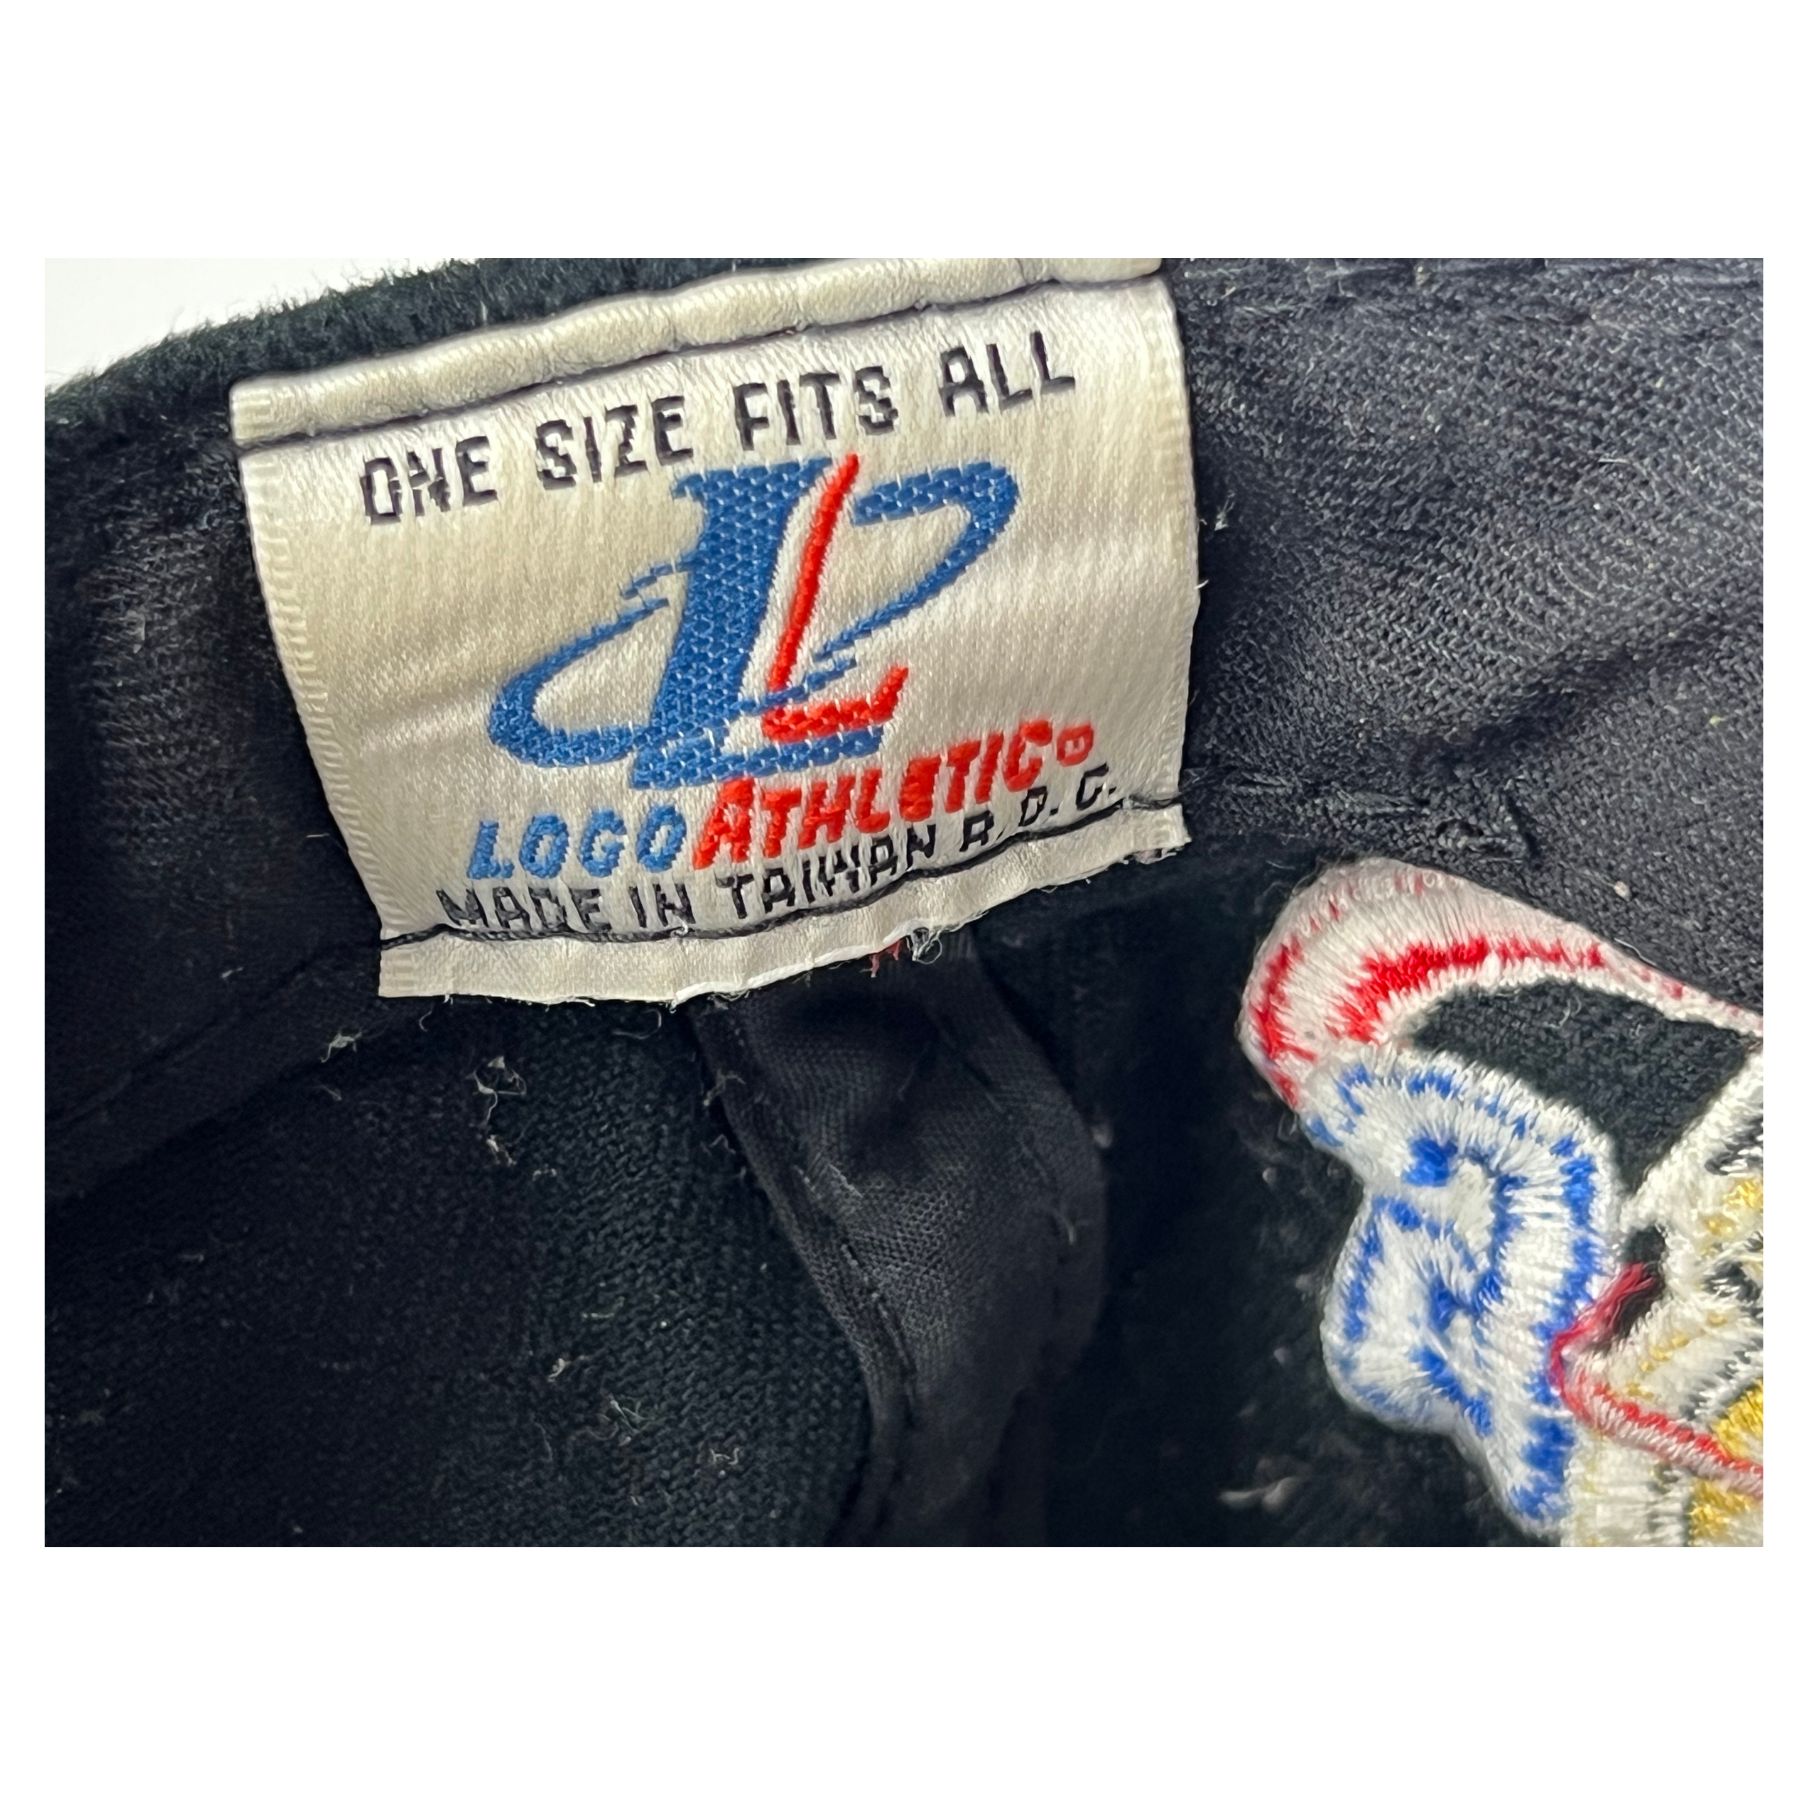 ONE SIZE FITS ALL
L
LOGO ATHLETIC®
MADE IN TAIWAN R.O.C.